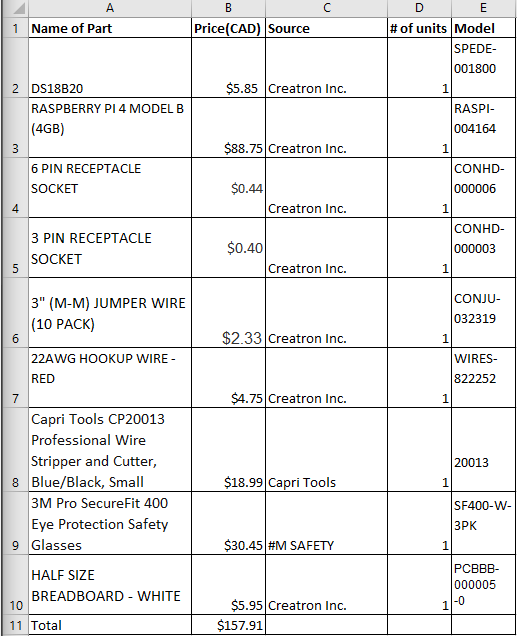 A B C D E
1 Name of Part Price(CAD) Source # of units Model
SPEDE-
001800
2 DS18B20 $5.85 Creatron Inc. 1
RASPBERRY PI 4 MODEL B
(4GB)
RASPI-
004164
3 $88.75 Creatron Inc. 1
6 PIN RECEPTACLE
SOCKET
$0.44
CONHD-
000006
4 Creatron Inc. 1
3 PIN RECEPTACLE
SOCKET
$0.40
CONHD-
000003
5 Creatron Inc. 1
3" (M-M) JUMPER WIRE
(10 PACK)
CONJU-
032319
6 $2.33 Creatron Inc. 1
22AWG HOOKUP WIRE -
RED
WIRES-
822252
7 $4.75 Creatron Inc. 1
Capri Tools CP20013
Professional Wire
Stripper and Cutter,
Blue/Black, Small
20013
8 $18.99 Capri Tools 1
3M Pro SecureFit 400
Eye Protection Safety
Glasses
SF400-W-
3PK
9 $30.45 #M SAFETY 1
HALF SIZE
BREADBOARD - WHITE
PCBBB-
000005
-0
10 $5.95 Creatron Inc. 1
11 Total $157.91